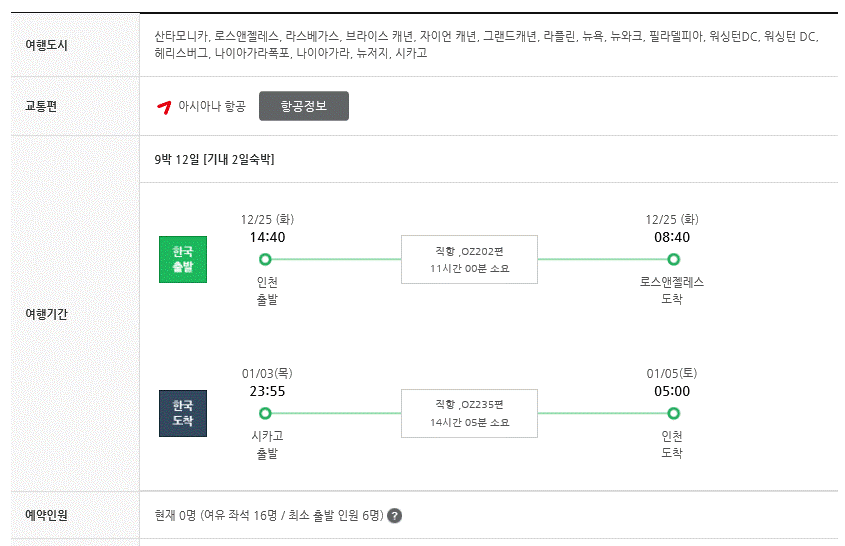 여행도시
산타모니카, 로스앤젤레스, 라스베가스, 브라이스 캐년, 자이언 캐년, 그랜드캐년, 라플린, 뉴욕, 뉴와크, 필라델피아, 워싱턴DC, 워싱턴 DC,
헤리스버그, 나이아가라폭포, 나이아가라, 뉴저지, 시카고
교통편
아시아나 항공
항공정보
여행기간
9박 12일 [기내 2일숙박]
한국
출발
12/25 (화)
14:40
인천
출발
직항 ,OZ202편
11시간 00분 소요
12/25 (화)
08:40
로스앤젤레스
도착
한국
도착
01/03(목)
23:55
시카고
출발
직항 ,OZ235편
14시간 05분 소요
01/05(토)
05:00
인천
도착
예약인원
현재 0명 (여유 좌석 16명 / 최소 출발 인원 6명) ?